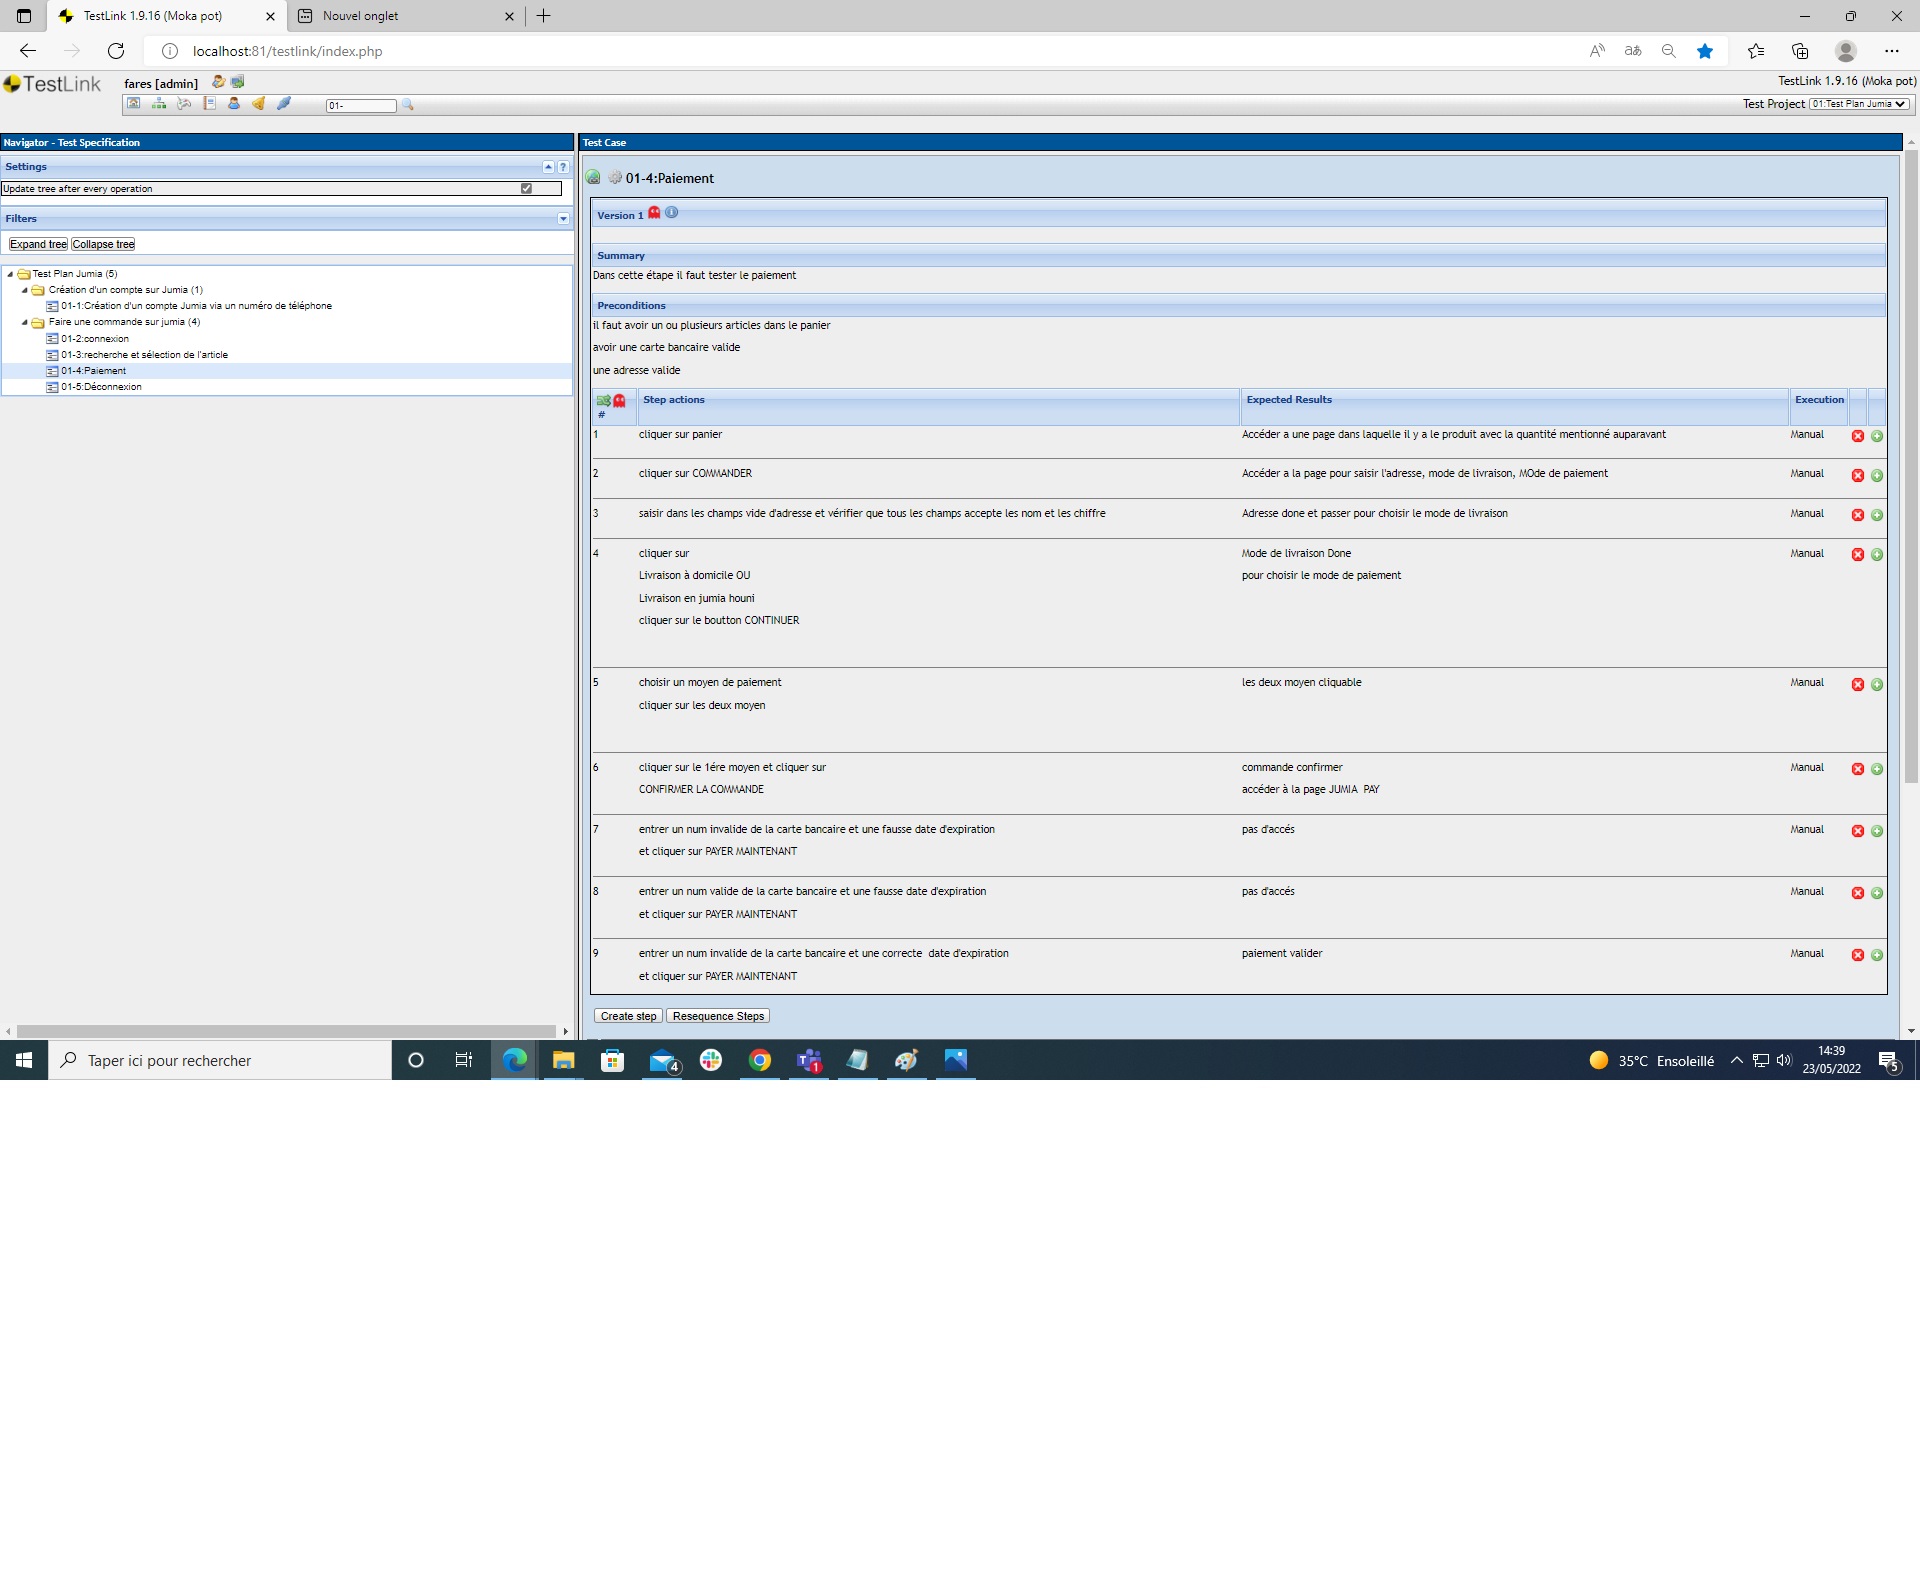 TestLink 1.9.16 (Moka pot)
Nouvel onglet
localhost:81/testlink/index.php
TestLink
fares [admin]
TestLink 1.9.16 (Moka pot)
01-
Test Project 01:Test Plan Jumia
Navigator - Test Specification
Settings
Update tree after every operation
Filters
Expand tree Collapse tree
Test Plan Jumia (5)
Création d'un compte sur Jumia (1)
01-1:Création d'un compte Jumia via un numéro de téléphone
Faire une commande sur jumia (4)
01-2:connexion
01-3:recherche et sélection de l'article
01-4:Paiement
01-5:Déconnexion
Test Case
01-4:Paiement
Version 1
Summary
Dans cette étape il faut tester le paiement
Preconditions
il faut avoir un ou plusieurs articles dans le panier
avoir une carte bancaire valide
une adresse valide
# Step actions Expected Results Execution
1 cliquer sur panier Accéder a une page dans laquelle il y a le produit avec la quantité mentionné auparavant Manual
2 cliquer sur COMMANDER Accéder a la page pour saisir l'adresse, mode de livraison, MOde de paiement Manual
3 saisir dans les champs vide d'adresse et vérifier que tous les champs accepte les nom et les chiffre Adresse done et passer pour choisir le mode de livraison Manual
4 cliquer sur Mode de livraison Done Manual
Livraison à domicile OU pour choisir le mode de paiement
Livraison en jumia houni
cliquer sur le boutton CONTINUER
5 choisir un moyen de paiement les deux moyen cliquable Manual
cliquer sur les deux moyen
6 cliquer sur le 1ére moyen et cliquer sur commande confirmer Manual
CONFIRMER LA COMMANDE accéder à la page JUMIA PAY
7 entrer un num invalide de la carte bancaire et une fausse date d'expiration pas d'accés Manual
et cliquer sur PAYER MAINTENANT
8 entrer un num valide de la carte bancaire et une fausse date d'expiration pas d'accés Manual
et cliquer sur PAYER MAINTENANT
9 entrer un num invalide de la carte bancaire et une correcte date d'expiration paiement valider Manual
et cliquer sur PAYER MAINTENANT
Create step Resequence Steps
Taper ici pour rechercher
4
1
35°C Ensoleillé
14:39
23/05/2022
5